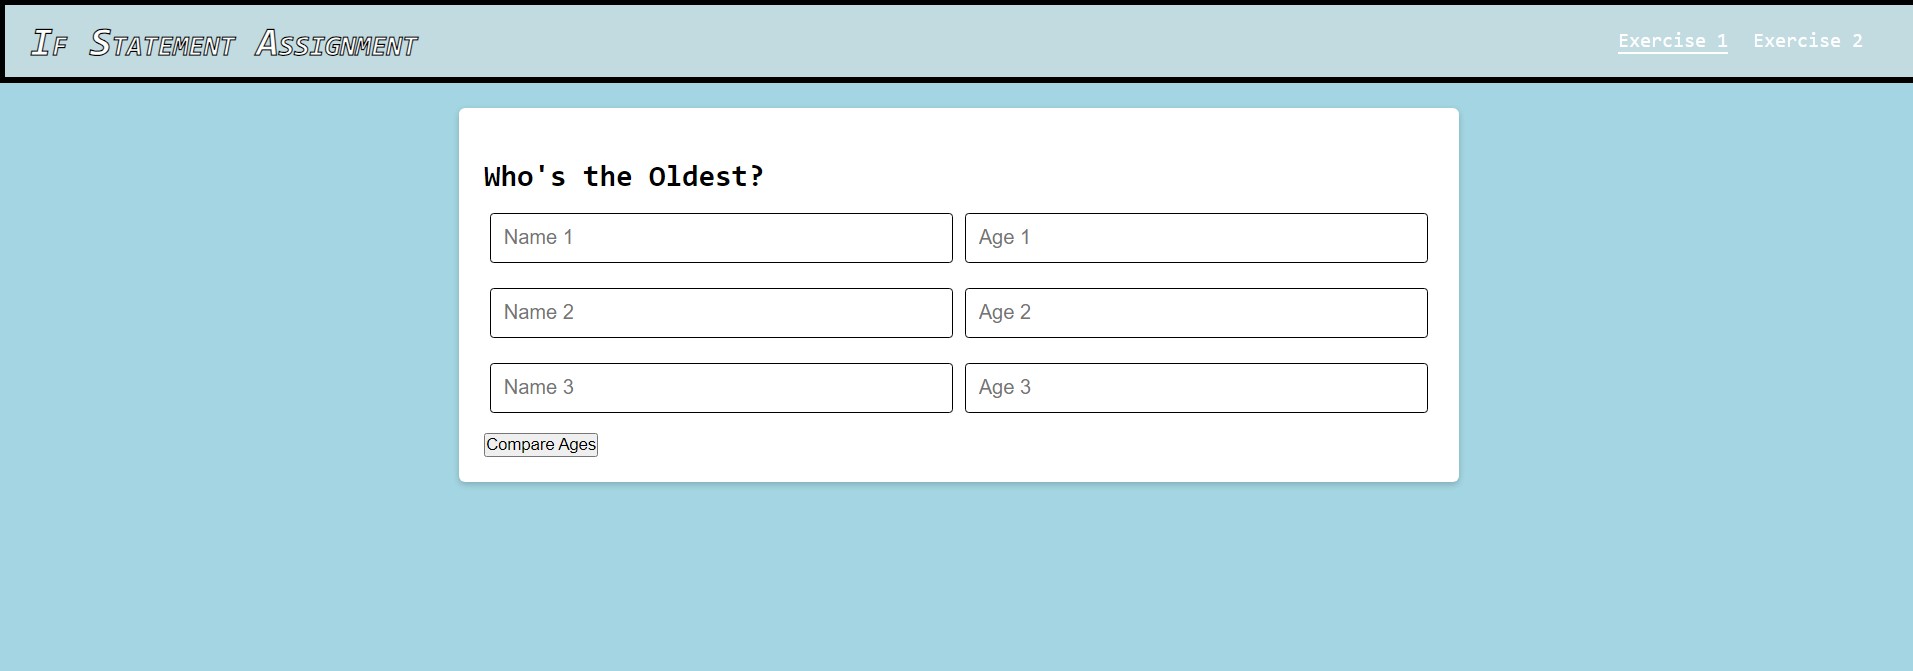 If Statement Assignment
Exercise 1 Exercise 2
Who's the Oldest?
Name 1 Age 1
Name 2 Age 2
Name 3 Age 3
Compare Ages